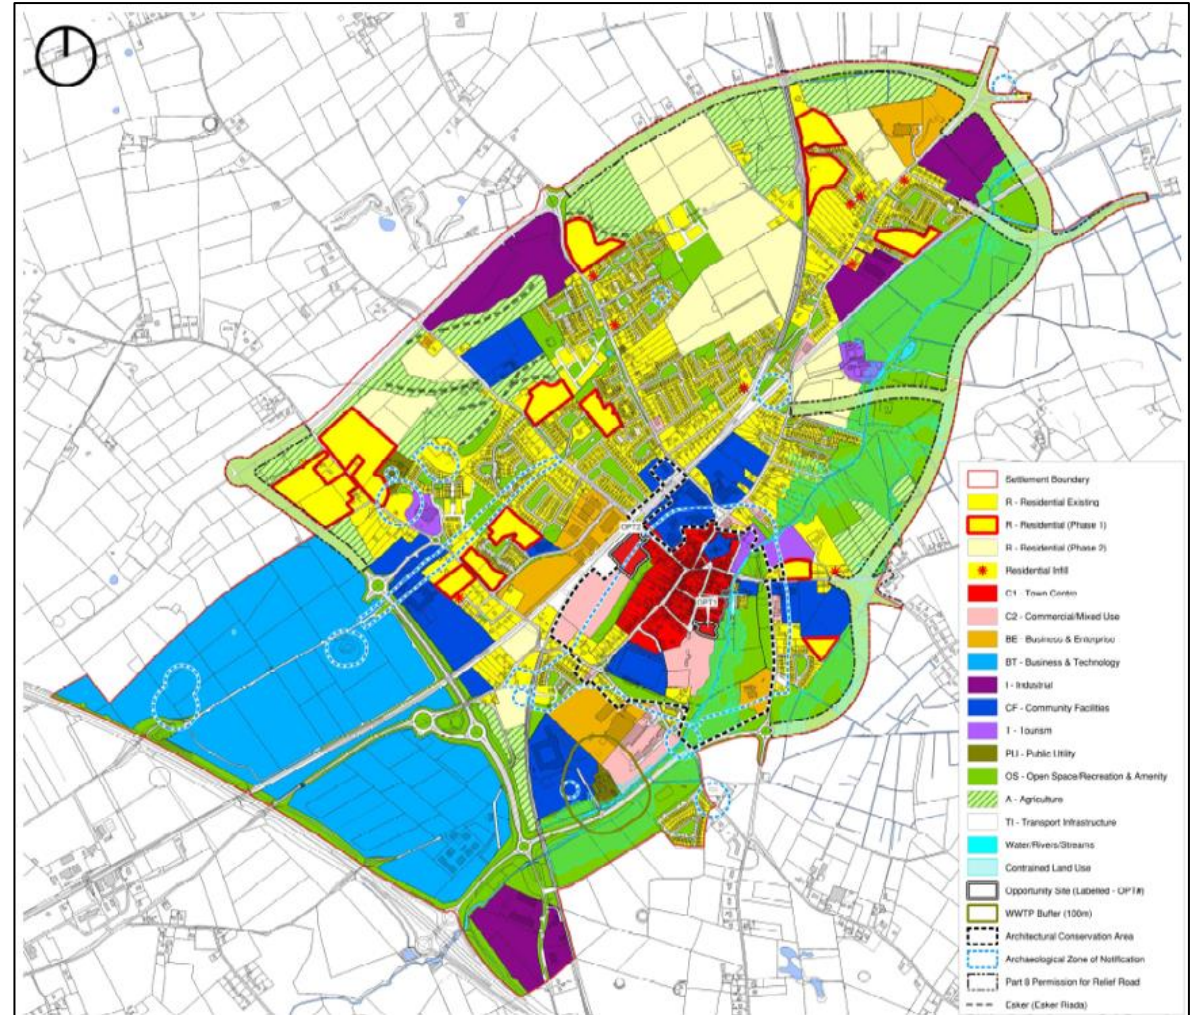 OPT2
OPT1
Settlement Boundary
R - Residential Existing
R - Residential (Phase 1)
R - Residential (Phase 2)
Residential Infill
C1 - Town Centre
C2 - Commercial/Mixed Use
BE - Business & Enterprise
BT - Business & Technology
I - Industrial
CF - Community Facilities
T - Tourism
PU - Public Utility
OS - Open Space/Recreation & Amenity
A - Agriculture
TI - Transport Infrastructure
Water/Rivers/Streams
Contrained Land Use
Opportunity Site (Labelled - OPT#)
WWTP Buffer (100m)
Architectural Conservation Area
Archaeological Zone of Notification
Part 8 Permission for Relief Road
Esker (Esker Riada)